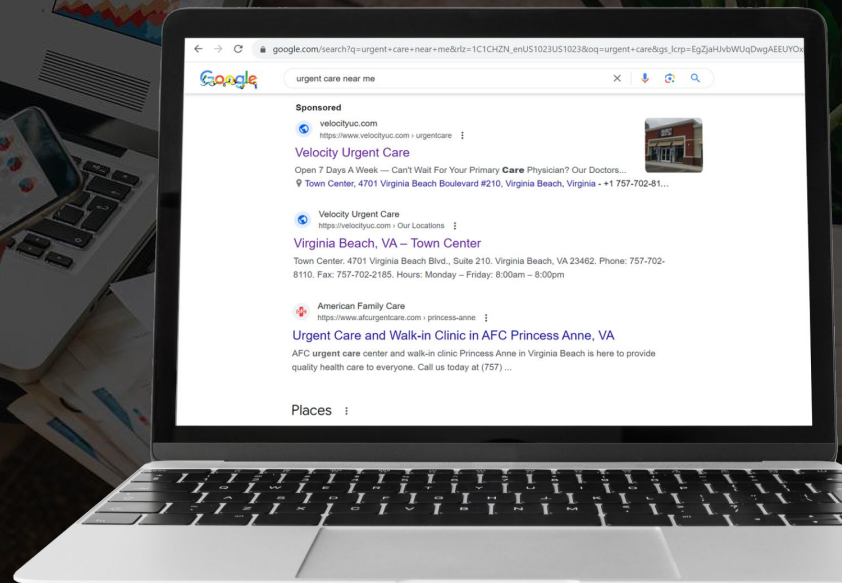 google.com/search?q=urgent+care+near+me&rlz=1C1CHZN_enUS1023US1023&oq=urgent+care&gs_lcrp=EgZjaHJvbWUqDwgAEEUYOx
Google
urgent care near me
Sponsored
velocityuc.com
https://www.velocityuc.com › urgentcare
Velocity Urgent Care
Open 7 Days A Week — Can't Wait For Your Primary Care Physician? Our Doctors...
Town Center, 4701 Virginia Beach Boulevard #210, Virginia Beach, Virginia - +1 757-702-81...
Velocity Urgent Care
https://velocityuc.com › Our Locations
Virginia Beach, VA – Town Center
Town Center. 4701 Virginia Beach Blvd., Suite 210. Virginia Beach, VA 23462. Phone: 757-702-
8110. Fax: 757-702-2185. Hours: Monday – Friday: 8:00am – 8:00pm
American Family Care
https://www.afcurgentcare.com › princess-anne
Urgent Care and Walk-in Clinic in AFC Princess Anne, VA
AFC urgent care center and walk-in clinic Princess Anne in Virginia Beach is here to provide
quality health care to everyone. Call us today at (757) ...
Places